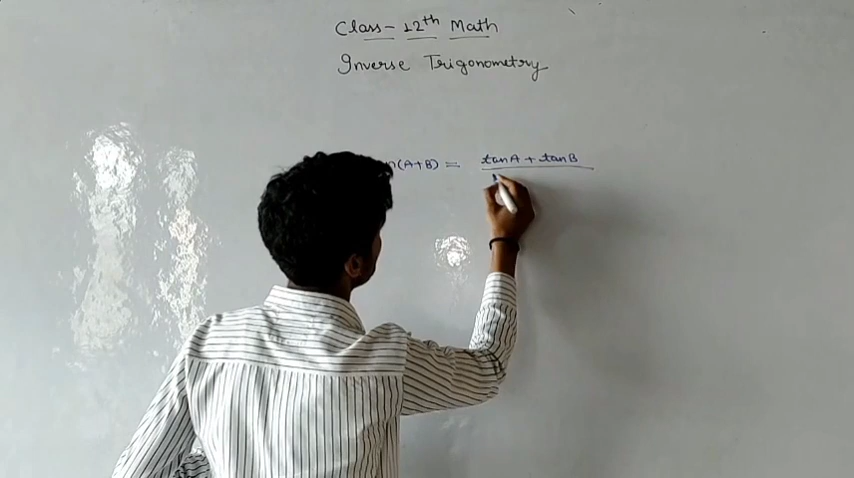 Class - 12th Math
Inverse Trigonometry
n(A+B) = tanA + tanB